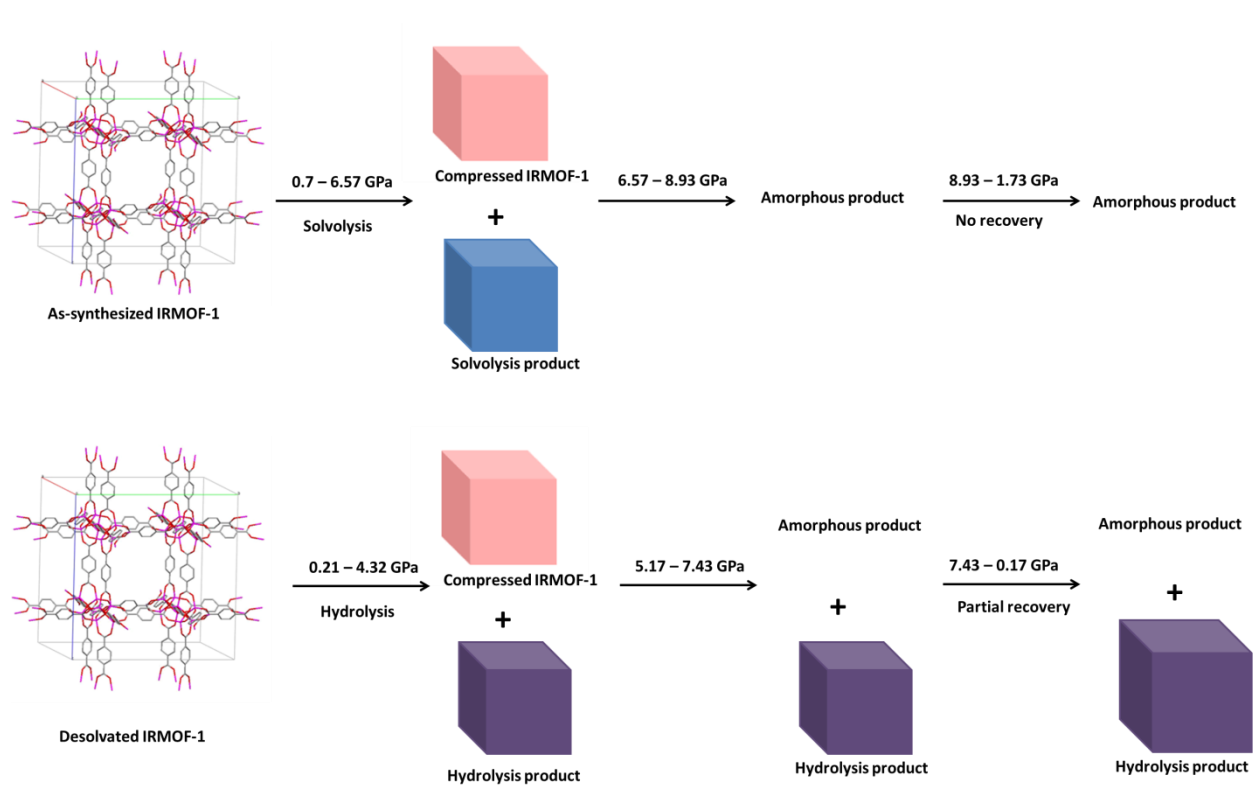 0.7 – 6.57 GPa
Solvolysis
Compressed IRMOF-1
+
Solvolysis product
6.57 – 8.93 GPa
Amorphous product
8.93 – 1.73 GPa
No recovery
Amorphous product
As-synthesized IRMOF-1
0.21 – 4.32 GPa
Hydrolysis
Compressed IRMOF-1
+
Hydrolysis product
5.17 – 7.43 GPa
Amorphous product
+
Hydrolysis product
7.43 – 0.17 GPa
Partial recovery
Amorphous product
+
Hydrolysis product
Desolvated IRMOF-1